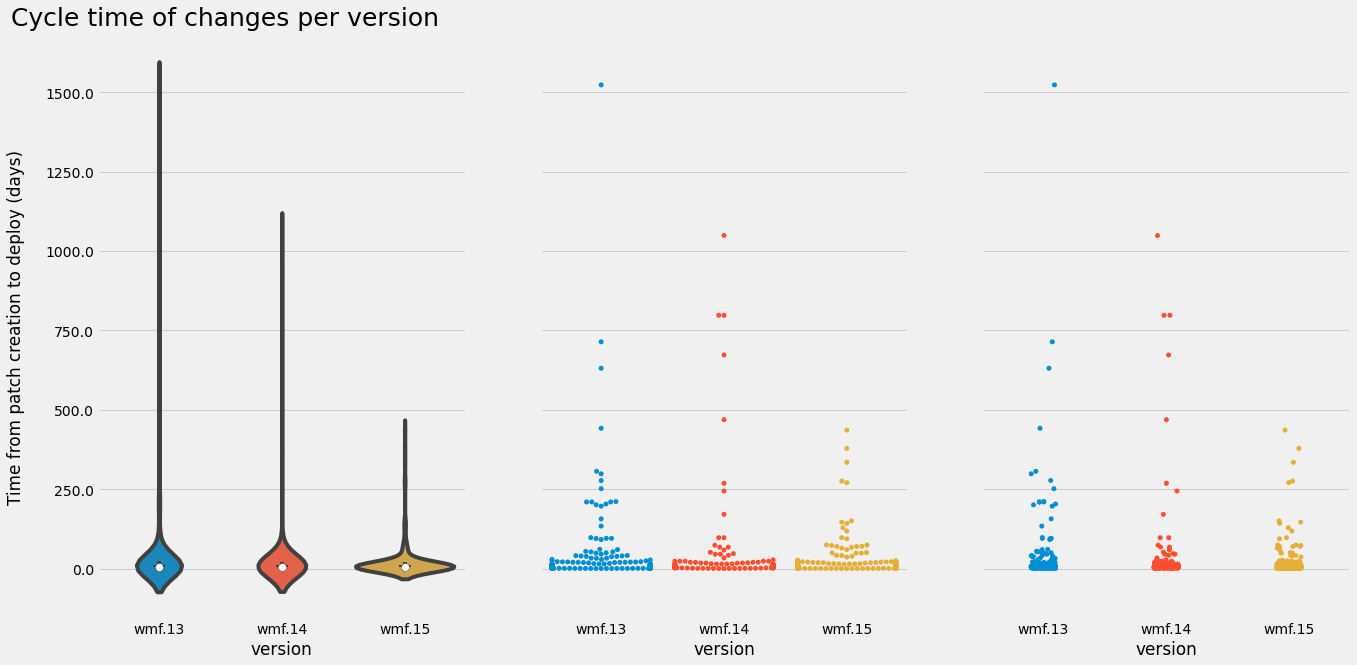 Cycle time of changes per version
Time from patch creation to deploy (days)
1500.0
1250.0
1000.0
750.0
500.0
250.0
0.0
wmf.13 wmf.14 wmf.15
version
wmf.13 wmf.14 wmf.15
version
wmf.13 wmf.14 wmf.15
version